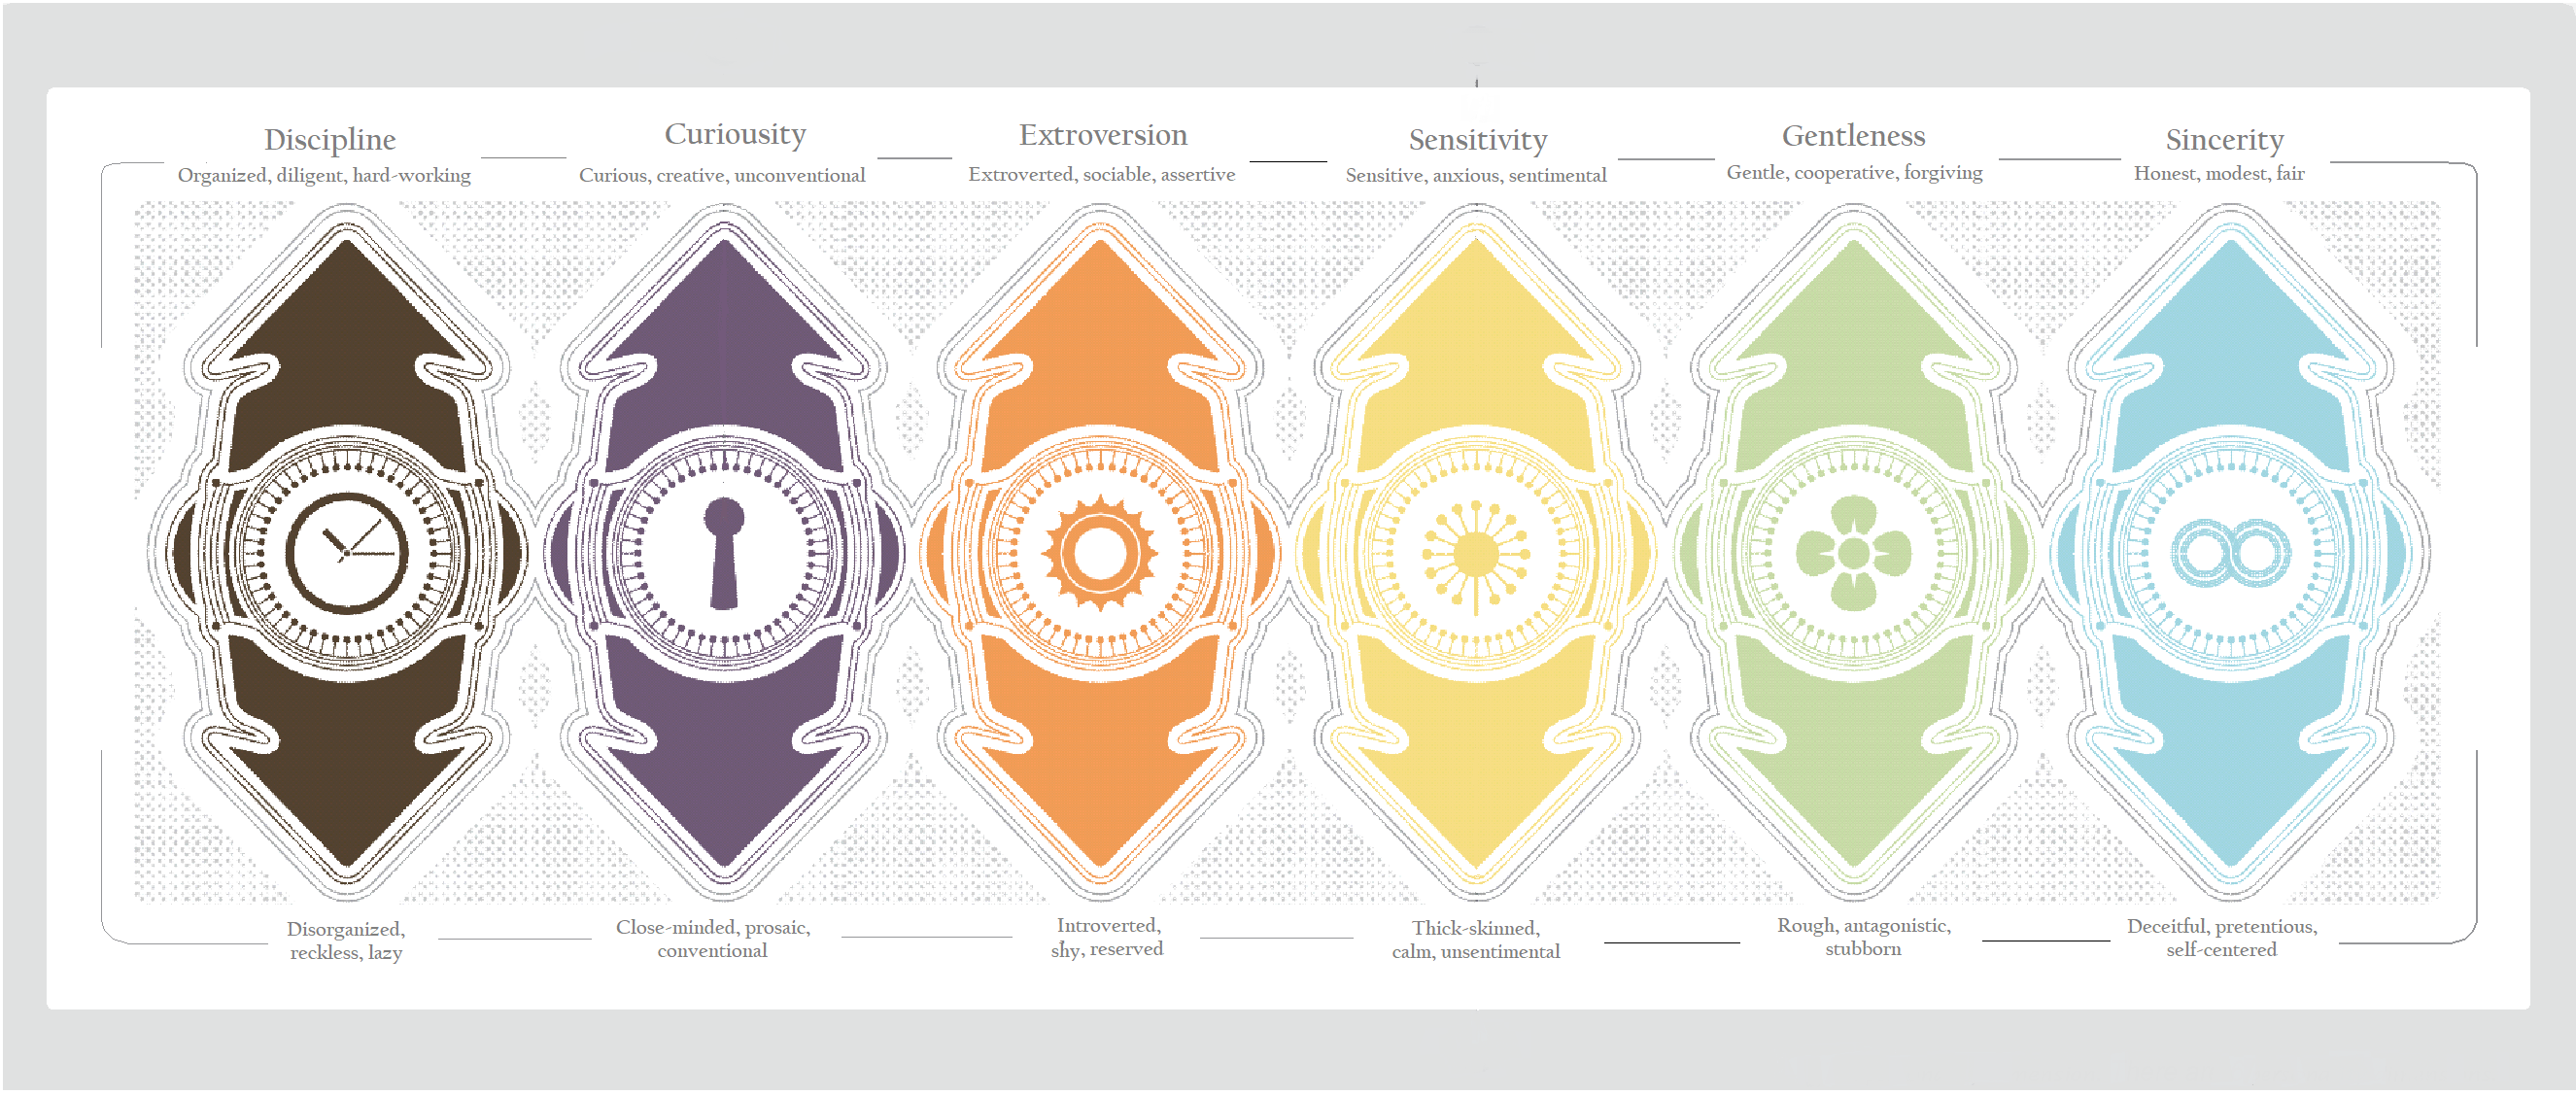 Discipline
Organized, diligent, hard-working
Curiousity
Curious, creative, unconventional
Extroversion
Extroverted, sociable, assertive
Sensitivity
Sensitive, anxious, sentimental
Gentleness
Gentle, cooperative, forgiving
Sincerity
Honest, modest, fair
Disorganized,
reckless, lazy
Close-minded, prosaic,
conventional
Introverted,
shy, reserved
Thick-skinned,
calm, unsentimental
Rough, antagonistic,
stubborn
Deceitful, pretentious,
self-centered